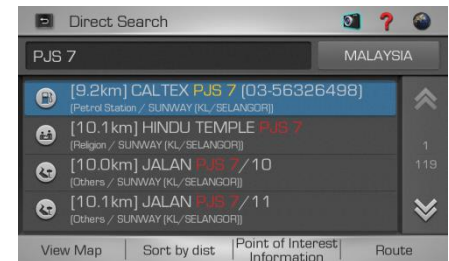 Direct Search
?
PJS 7
MALAYSIA
[9.2km] CALTEX PJS 7 (03-56326498)
(Petrol Station / SUNWAY (KL/SELANGOR))
[10.1km] HINDU TEMPLE PJS 7
(Religion / SUNWAY (KL/SELANGOR))
[10.0km] JALAN PJS 7/10
(Others / SUNWAY (KL/SELANGOR))
[10.1km] JALAN PJS 7/11
(Others / SUNWAY (KL/SELANGOR))
1
119
View Map
Sort by dist
Point of Interest
Information
Route